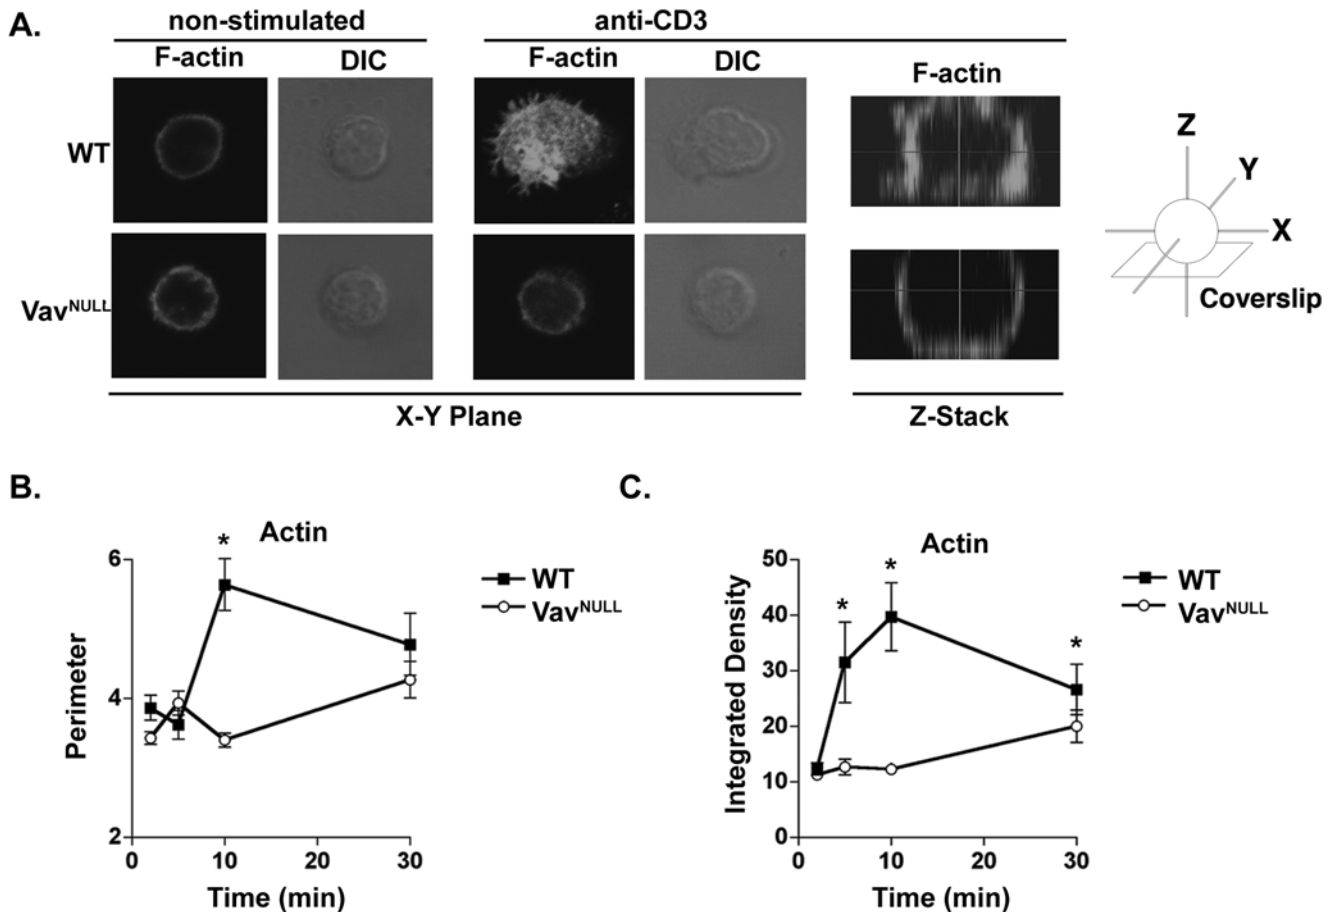 A.
non-stimulated
anti-CD3
F-actin
DIC
F-actin
DIC
F-actin
WT
Vav^NULL
X-Y Plane
Z-Stack
Z
Y
X
Coverslip
B.
Actin
*
6
4
2
Perimeter
0
10
20
30
Time (min)
WT
Vav^NULL
C.
Actin
*
*
*
50
40
30
20
10
0
Integrated Density
0
10
20
30
Time (min)
WT
Vav^NULL